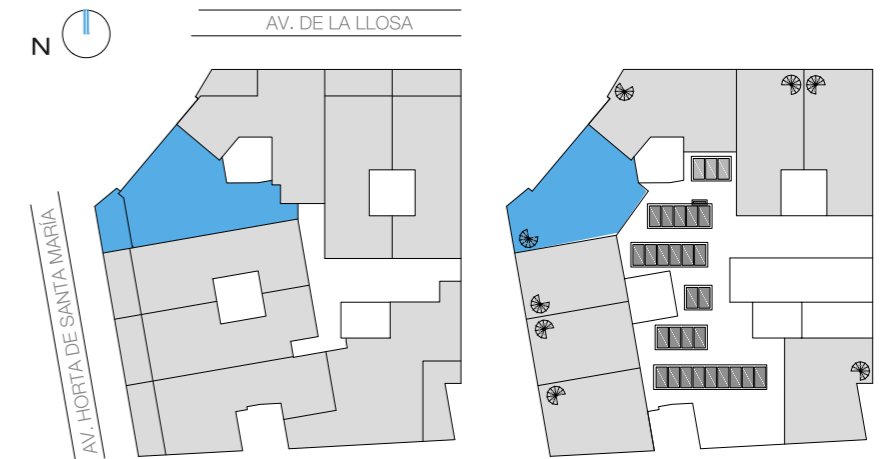 AV. DE LA LLOSA
N
AV. HORTA DE SANTA MARÍA